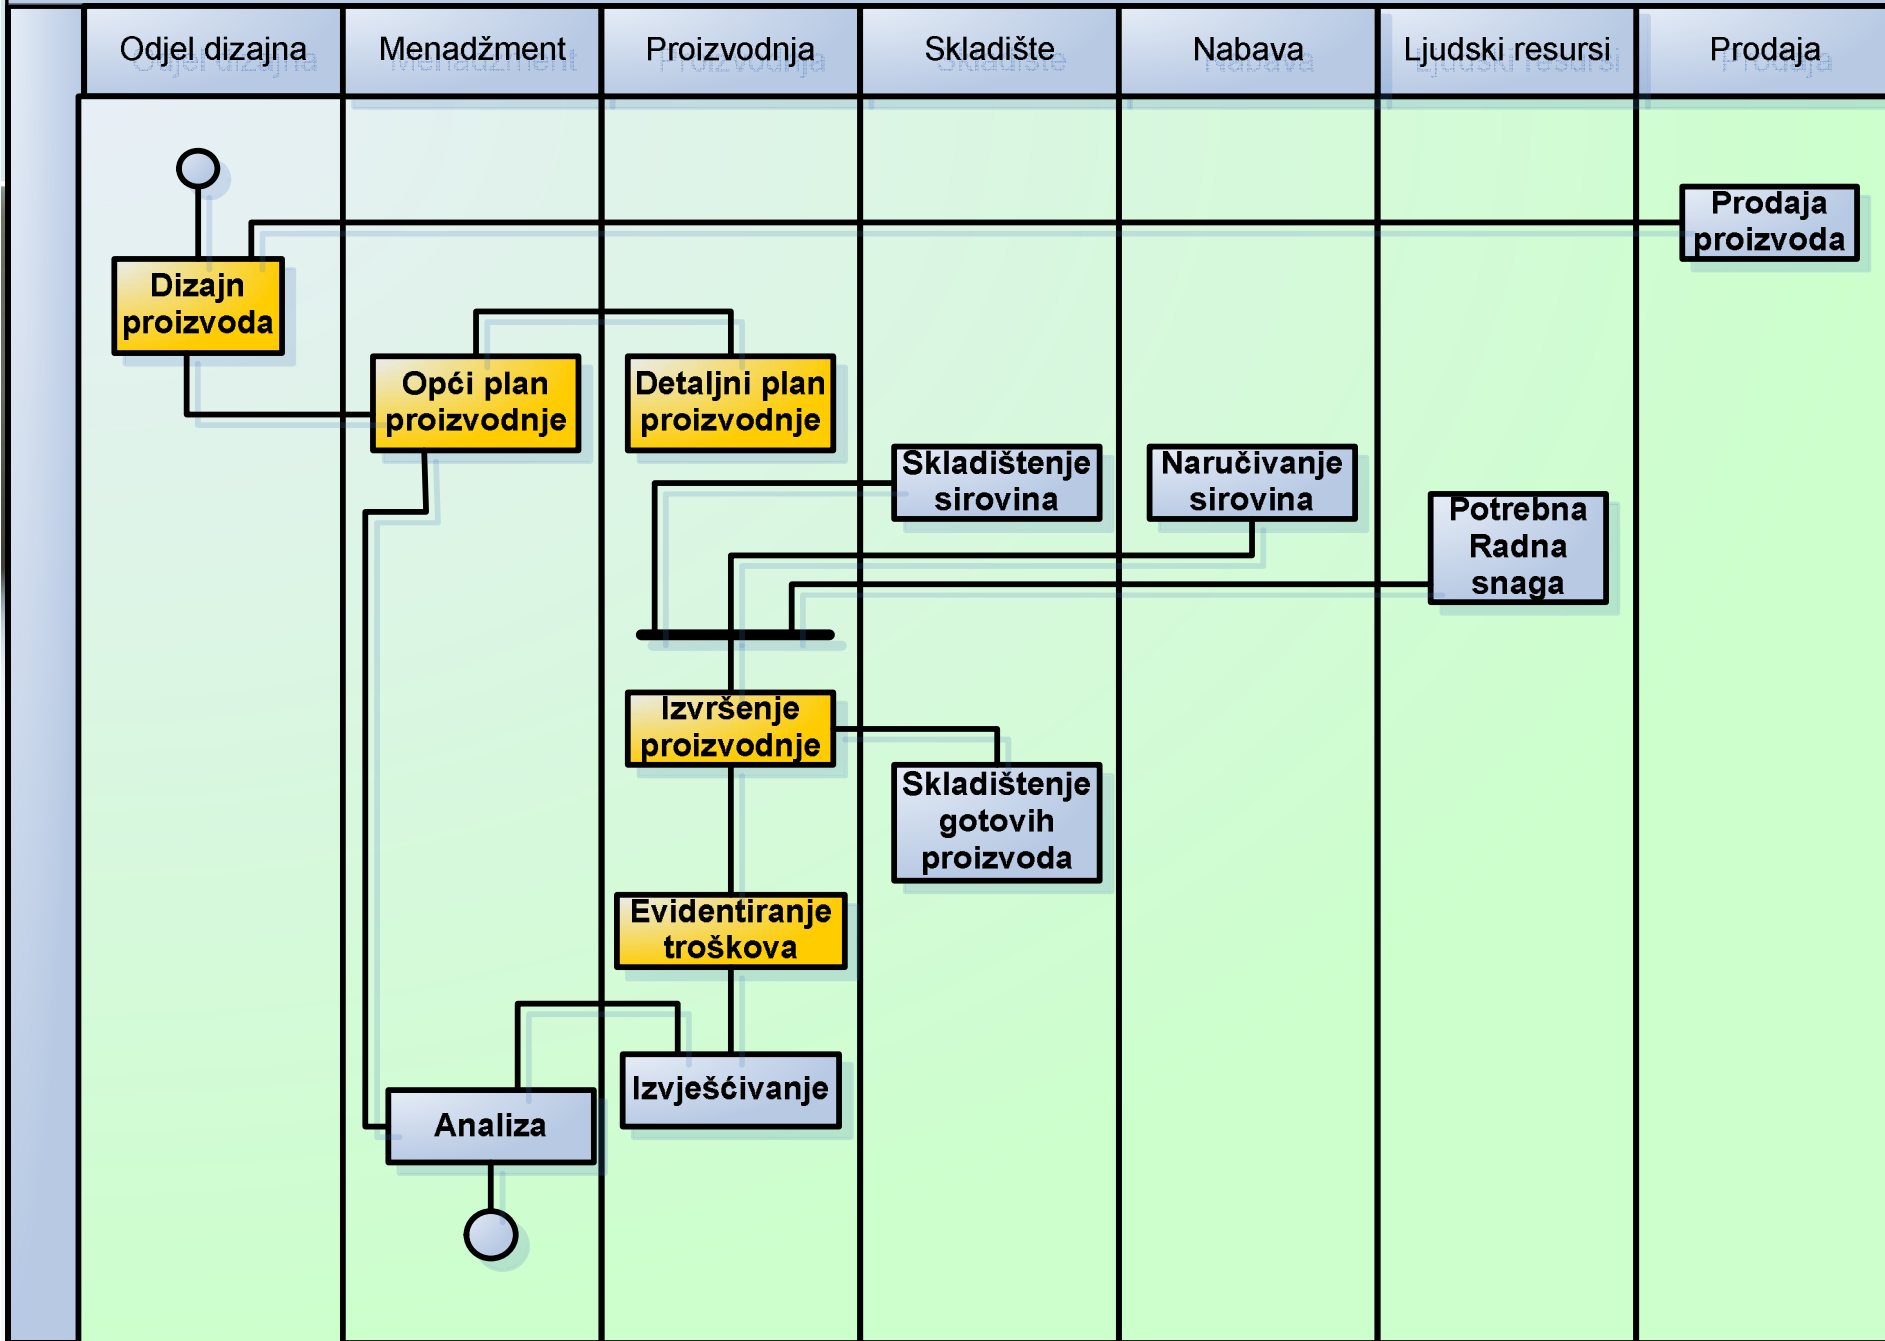 Odjel dizajna
Menadžment
Proizvodnja
Skladište
Nabava
Ljudski resursi
Prodaja
Prodaja
proizvoda
Dizajn
proizvoda
Opći plan
proizvodnje
Detaljni plan
proizvodnje
Skladištenje
sirovina
Naručivanje
sirovina
Potrebna
Radna
snaga
Izvršenje
proizvodnje
Skladištenje
gotovih
proizvoda
Evidentiranje
troškova
Izvješćivanje
Analiza